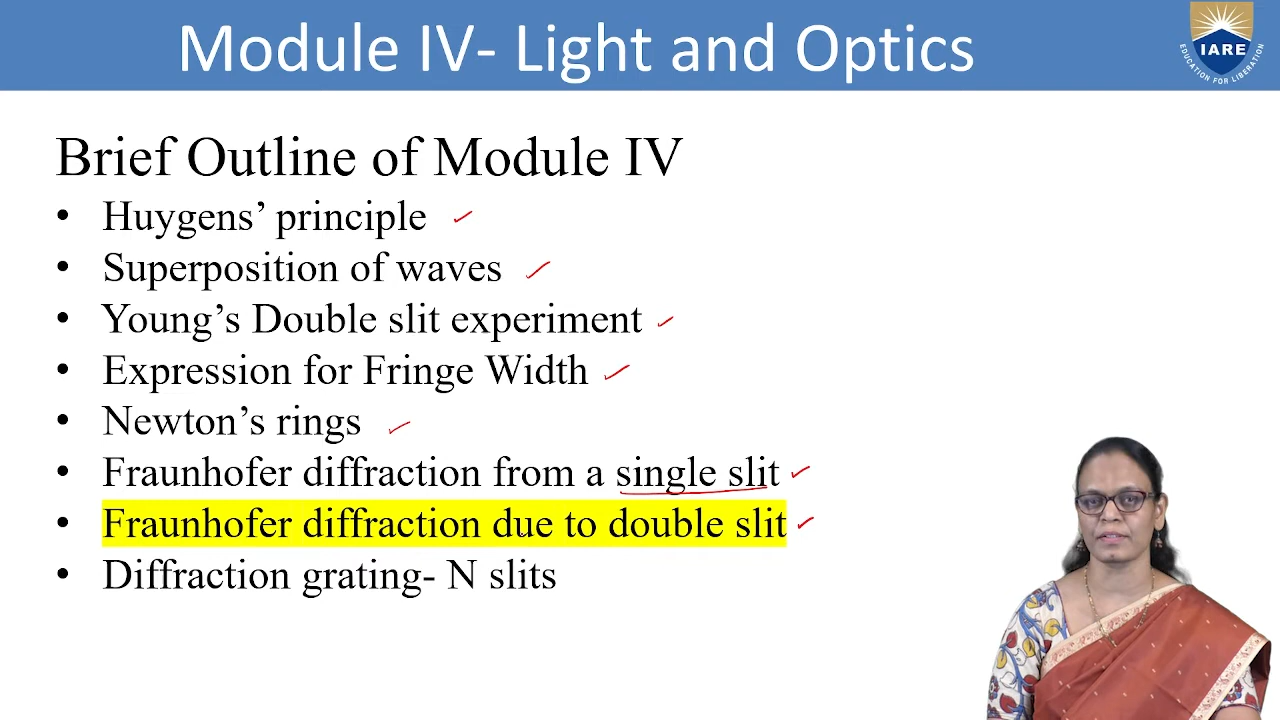 Module IV- Light and Optics
IARE
EDUCATION FOR LIBERATION
Brief Outline of Module IV
• Huygens’ principle
• Superposition of waves
• Young’s Double slit experiment
• Expression for Fringe Width
• Newton’s rings
• Fraunhofer diffraction from a single slit
• Fraunhofer diffraction due to double slit
• Diffraction grating- N slits